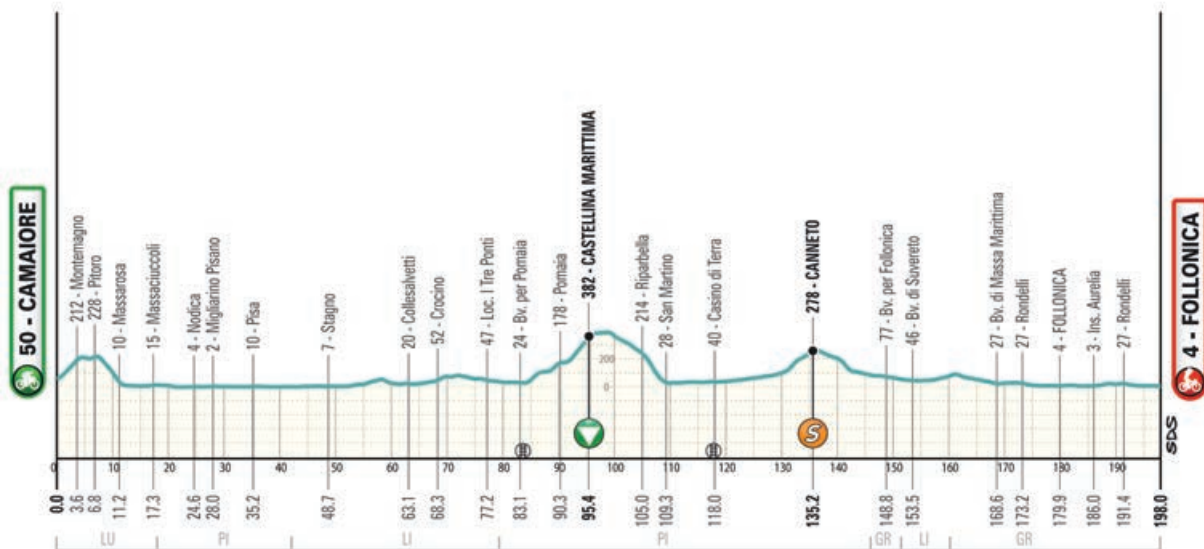 50 - CAMAIORE
212 - Montemagno
228 - Pitoro
10 - Massarosa
15 - Massaciuccoli
4 - Nodica
2 - Migliarino Pisano
10 - Pisa
7 - Stagno
20 - Collesalvetti
52 - Crocino
47 - Loc. I Tre Ponti
24 - Bv. per Pomaia
178 - Pomaia
382 - CASTELLINA MARITTIMA
214 - Riparbella
28 - San Martino
40 - Casino di Terra
278 - CANNETO
77 - Bv. per Follonica
46 - Bv. di Suvereto
27 - Bv. di Massa Marittima
27 - Rondelli
4 - FOLLONICA
3 - Ins. Aurelia
27 - Rondelli
4 - FOLLONICA
200
0
S
SDS
0 10 20 30 40 50 60 70 80 90 100 110 120 130 140 150 160 170 180 190
0.0 3.6 6.8 11.2 17.3 24.6 28.0 35.2 48.7 63.1 68.3 77.2 83.1 90.3 95.4 105.0 109.3 118.0 135.2 148.8 153.5 168.6 173.2 179.9 186.0 191.4 198.0
LU PI LI PI GR LI GR